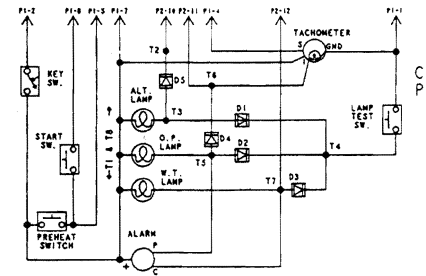 P1-2 P1-8 P1-5 P1-7 P2-10 P2-11 P1-4 P2-12 P1-1
TACHOMETER
S GND
I
T2
KEY SW.
D5
T6
ALT. LAMP
LAMP TEST SW.
T3 D1
START SW.
T1 & T8
O.P. LAMP
D4
D2
T5
T4
W.T. LAMP
T7 D3
PREHEAT SWITCH
ALARM
P
+
C
C
P